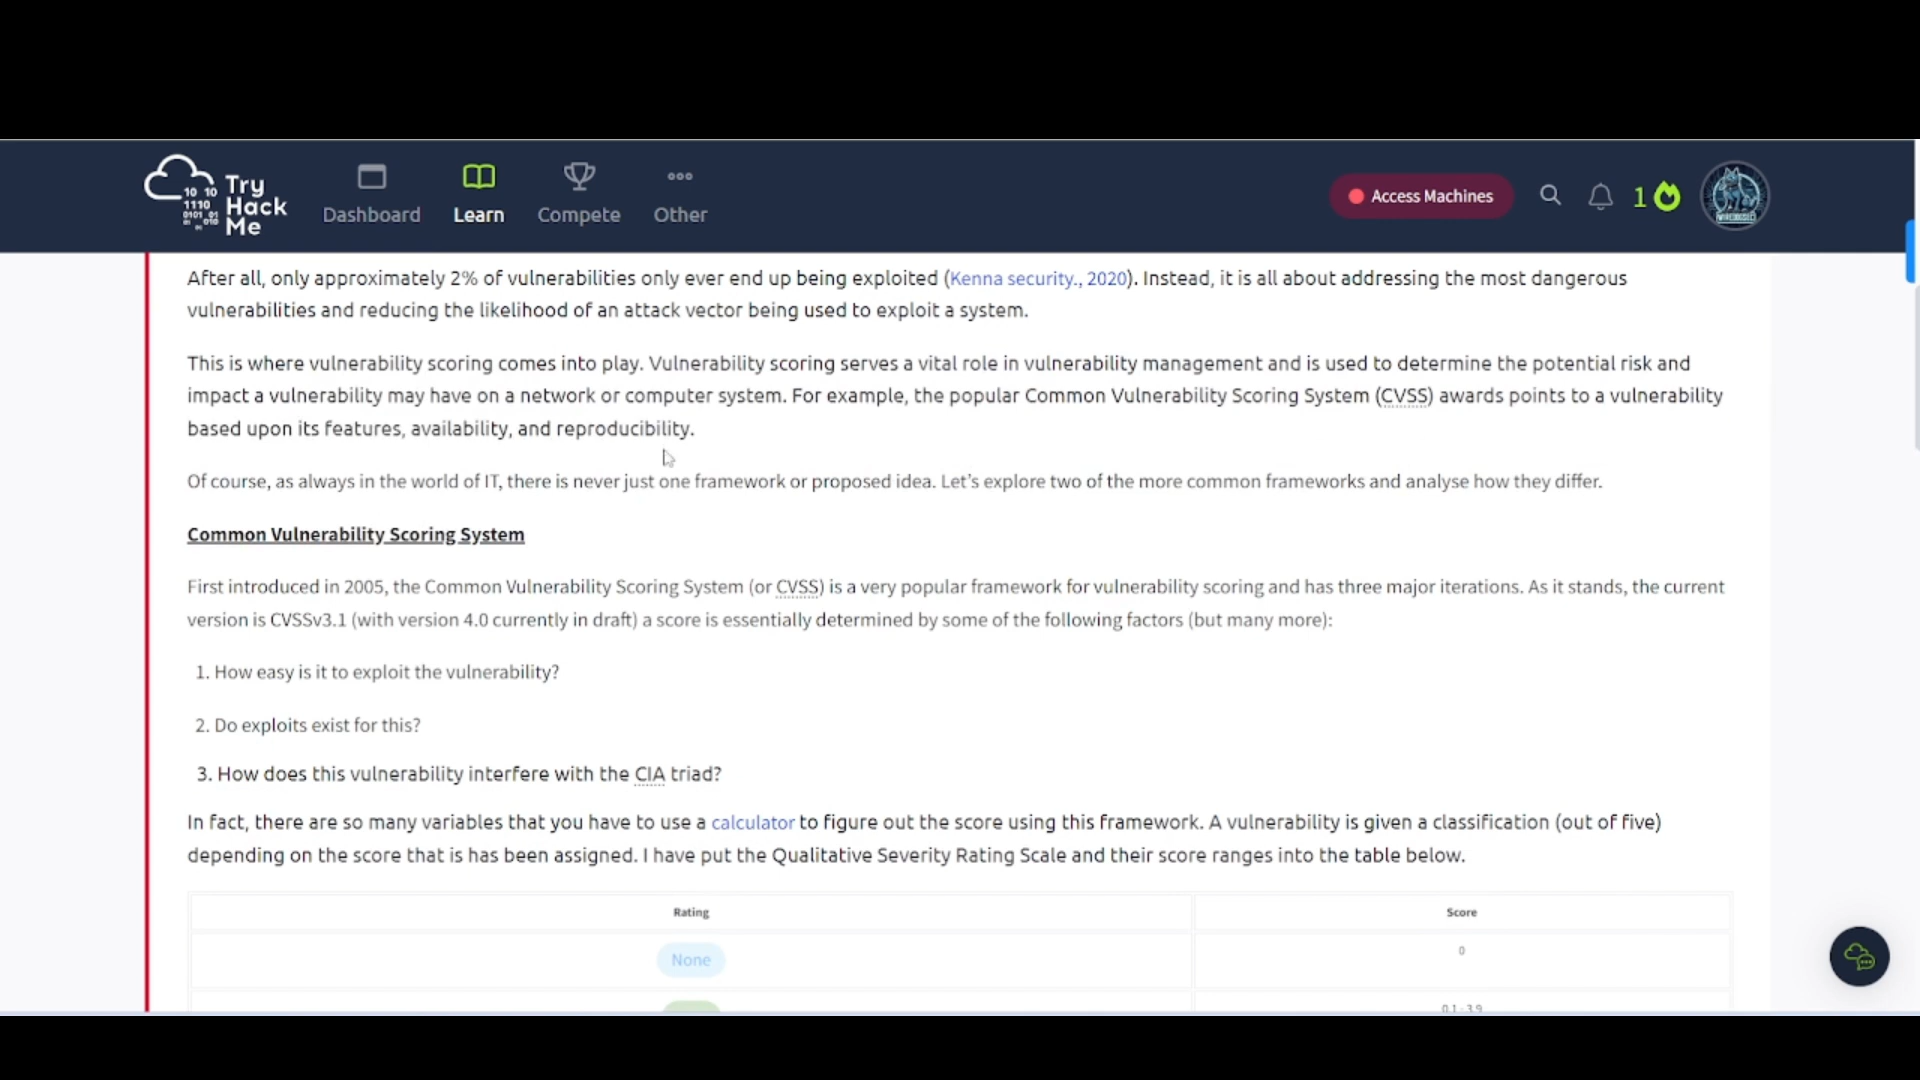 Try
Hack
Me
Dashboard
Learn
Compete
Other
Access Machines
1
After all, only approximately 2% of vulnerabilities only ever end up being exploited (Kenna security., 2020). Instead, it is all about addressing the most dangerous
vulnerabilities and reducing the likelihood of an attack vector being used to exploit a system.
This is where vulnerability scoring comes into play. Vulnerability scoring serves a vital role in vulnerability management and is used to determine the potential risk and
impact a vulnerability may have on a network or computer system. For example, the popular Common Vulnerability Scoring System (CVSS) awards points to a vulnerability
based upon its features, availability, and reproducibility.
Of course, as always in the world of IT, there is never just one framework or proposed idea. Let’s explore two of the more common frameworks and analyse how they differ.
Common Vulnerability Scoring System
First introduced in 2005, the Common Vulnerability Scoring System (or CVSS) is a very popular framework for vulnerability scoring and has three major iterations. As it stands, the current
version is CVSSv3.1 (with version 4.0 currently in draft) a score is essentially determined by some of the following factors (but many more):
1. How easy is it to exploit the vulnerability?
2. Do exploits exist for this?
3. How does this vulnerability interfere with the CIA triad?
In fact, there are so many variables that you have to use a calculator to figure out the score using this framework. A vulnerability is given a classification (out of five)
depending on the score that is has been assigned. I have put the Qualitative Severity Rating Scale and their score ranges into the table below.
Rating Score
None 0
0.1 - 3.9